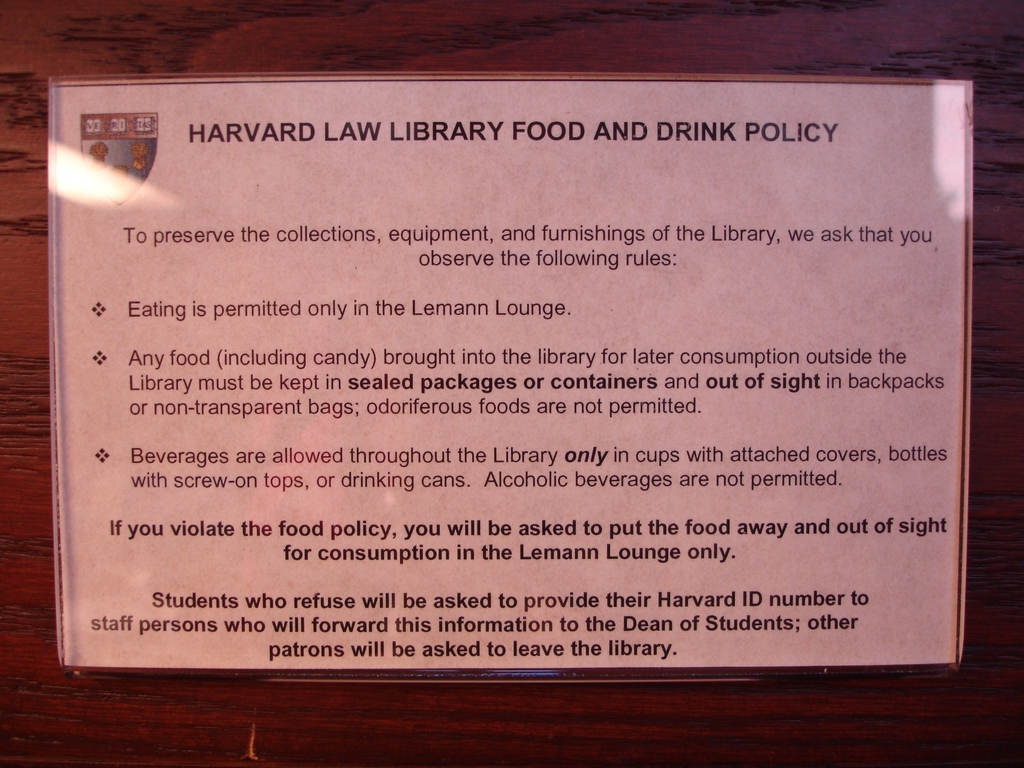 VE RI TAS
HARVARD LAW LIBRARY FOOD AND DRINK POLICY
To preserve the collections, equipment, and furnishings of the Library, we ask that you
observe the following rules:
❖ Eating is permitted only in the Lemann Lounge.
❖ Any food (including candy) brought into the library for later consumption outside the
Library must be kept in sealed packages or containers and out of sight in backpacks
or non-transparent bags; odoriferous foods are not permitted.
❖ Beverages are allowed throughout the Library only in cups with attached covers, bottles
with screw-on tops, or drinking cans. Alcoholic beverages are not permitted.
If you violate the food policy, you will be asked to put the food away and out of sight
for consumption in the Lemann Lounge only.
Students who refuse will be asked to provide their Harvard ID number to
staff persons who will forward this information to the Dean of Students; other
patrons will be asked to leave the library.